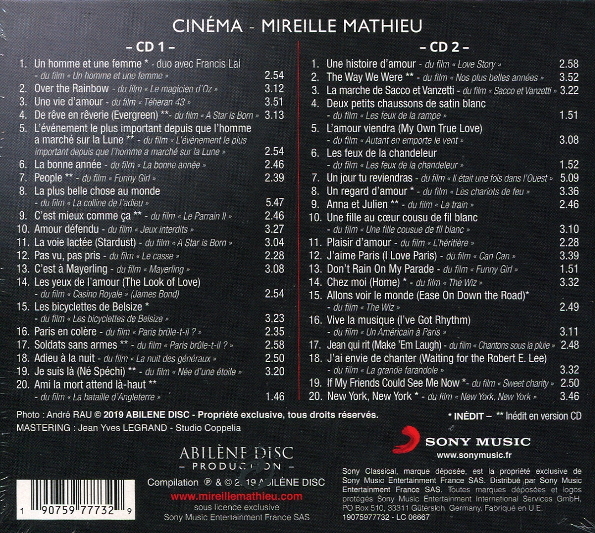 CINÉMA - MIREILLE MATHIEU
– CD 1 –
1. Un homme et une femme * - duo avec Francis Lai
- du film « Un homme et une femme » 2.54
2. Over the Rainbow - du film « Le magicien d'Oz » 3.12
3. Une vie d'amour - du film « Téhéran 43 » 3.51
4. De rêve en rêverie (Evergreen) ** - du film « A Star is Born » 3.13
5. L'événement le plus important depuis que l'homme
a marché sur la Lune ** - du film « L'événement le plus
important depuis que l'homme a marché sur la Lune » 2.54
6. La bonne année - du film « La bonne année » 2.46
7. People ** - du film « Funny Girl » 2.39
8. La plus belle chose au monde
- du film « La colline de l'adieu » 5.47
9. C'est mieux comme ça ** - du film « Le Parrain II » 2.46
10. Amour défendu - du film « Jeux interdits » 3.27
11. La voie lactée (Stardust) - du film « A Star is Born » 3.04
12. Pas vu, pas pris - du film « Le casse » 2.28
13. C'est à Mayerling - du film « Mayerling » 3.08
14. Les yeux de l'amour (The Look of Love)
- du film « Casino Royale » (James Bond) 2.54
15. Les bicyclettes de Belsize *
- du film « Les bicyclettes de Belsize » 3.23
16. Paris en colère - du film « Paris brûle-t-il ? » 2.35
17. Soldats sans armes ** - du film « Paris brûle-t-il ? » 2.58
18. Adieu à la nuit - du film « La nuit des généraux » 2.50
19. Je suis là (Né Spéchi) ** - du film « Née d'une étoile » 3.20
20. Ami la mort attend là-haut **
- du film « La bataille d'Angleterre » 1.46
– CD 2 –
1. Une histoire d'amour - du film « Love Story » 2.58
2. The Way We Were ** - du film « Nos plus belles années » 3.52
3. La marche de Sacco et Vanzetti - du film « Sacco et Vanzetti » 3.22
4. Deux petits chaussons de satin blanc
- du film « Les feux de la rampe » 1.51
5. L'amour viendra (My Own True Love)
- du film « Autant en emporte le vent » 3.08
6. Les feux de la chandeleur
- du film « Les feux de la chandeleur » 1.52
7. Un jour tu reviendras - du film « Il était une fois dans l'Ouest » 5.09
8. Un regard d'amour * - du film « Les chariots de feu » 3.36
9. Anna et Julien ** - du film « Le train » 2.46
10. Une fille au cœur cousu de fil blanc
- du film « Une fille cousue de fil blanc » 3.10
11. Plaisir d'amour - du film « L'héritière » 2.28
12. J'aime Paris (I Love Paris) - du film « Can Can » 3.39
13. Don't Rain On My Parade - du film « Funny Girl » 1.51
14. Chez moi (Home) * - du film « The Wiz » 3.32
15. Allons voir le monde (Ease On Down the Road)*
- du film « The Wiz » 2.49
16. Vive la musique (I've Got Rhythm)
- du film « Un Américain à Paris » 3.11
17. Jean qui rit (Make 'Em Laugh) - du film « Chantons sous la pluie » 2.48
18. J'ai envie de chanter (Waiting for the Robert E. Lee)
- du film « La grande farandole » 3.32
19. If My Friends Could See Me Now * - du film « Sweet charity » 2.50
20. New York, New York * - du film « New York, New York » 3.46
Photo : André RAU © 2019 ABILENE DISC - Propriété exclusive, tous droits réservés.
MASTERING : Jean Yves LEGRAND - Studio Coppelia
* INÉDIT – ** Inédit en version CD
ABILÈNE DiSC
– PRODUCTION –
Compilation ℗ & © 2019 ABILÈNE DISC
www.mireillemathieu.com
sous licence exclusive
Sony Music Entertainment France SAS
SONY MUSIC
www.sonymusic.fr
Sony Classical, marque déposée, est la propriété exclusive de
Sony Music Entertainment France SAS. Distribué par Sony Music
Entertainment France SAS. Toutes marques déposées et logos
protégés Sony Music Entertainment International Services GmbH,
PO Box 510, 33311 Gütersloh, Germany. Fabriqué en U.E.
19075977732 - LC 06667
1 90759 77732 9